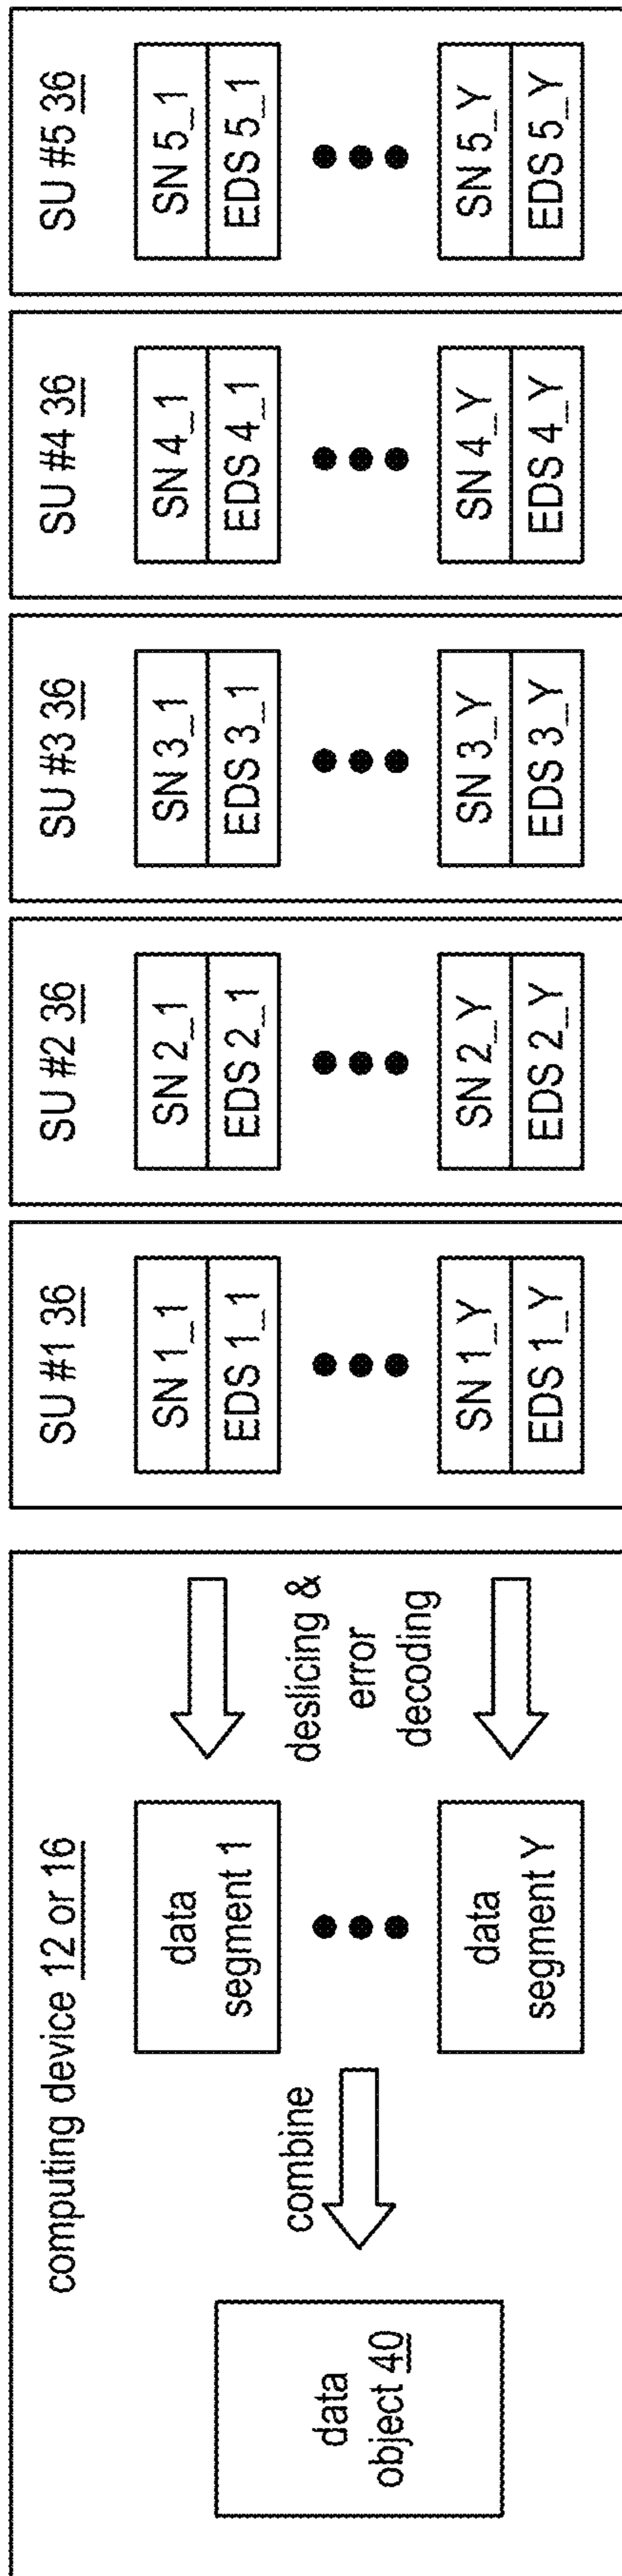 computing device 12 or 16
data
object 40
combine
data
segment 1
data
segment Y
deslicing &
error
decoding
SU #1 36
SN 1_1
EDS 1_1
SN 1_Y
EDS 1_Y
SU #2 36
SN 2_1
EDS 2_1
SN 2_Y
EDS 2_Y
SU #3 36
SN 3_1
EDS 3_1
SN 3_Y
EDS 3_Y
SU #4 36
SN 4_1
EDS 4_1
SN 4_Y
EDS 4_Y
SU #5 36
SN 5_1
EDS 5_1
SN 5_Y
EDS 5_Y